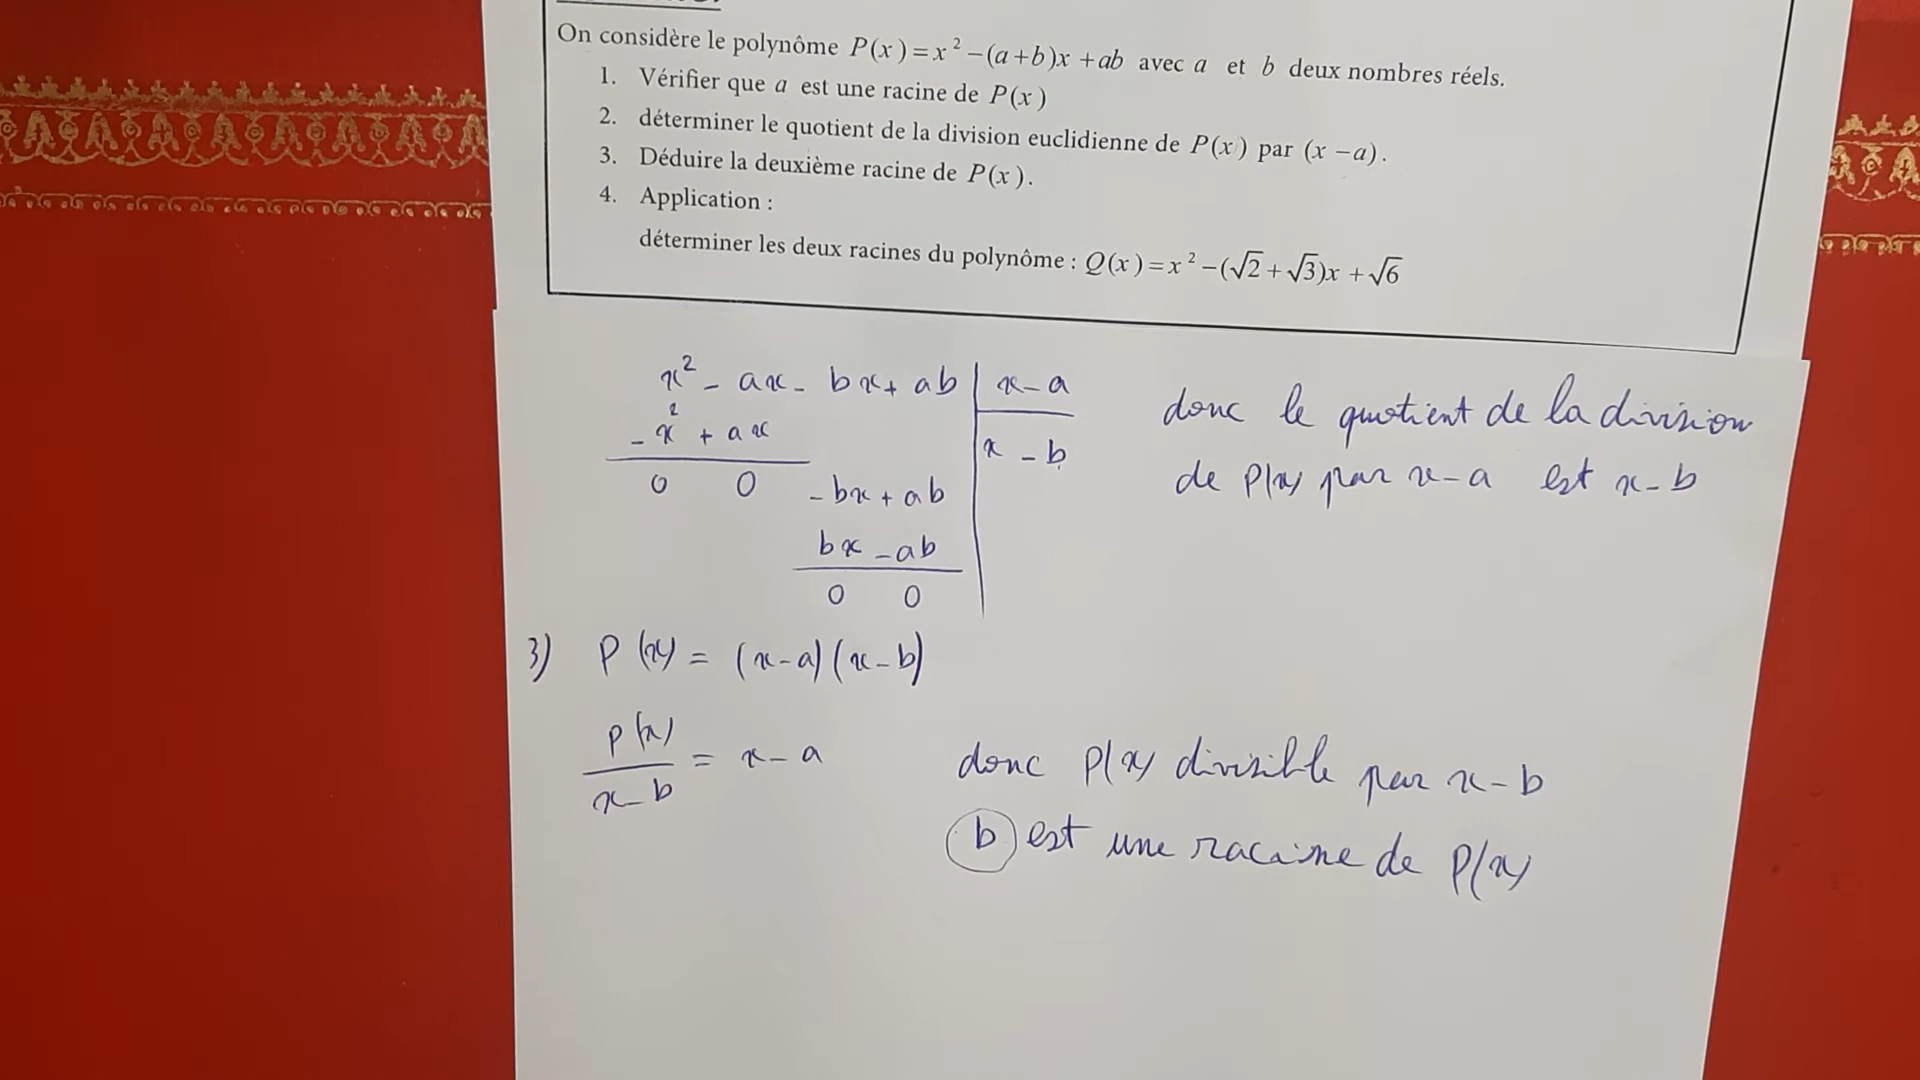 On considère le polynôme P(x)=x²−(a+b)x+ab avec a et b deux nombres réels.
1. Vérifier que a est une racine de P(x)
2. déterminer le quotient de la division euclidienne de P(x) par (x−a).
3. Déduire la deuxième racine de P(x).
4. Application :
déterminer les deux racines du polynôme : Q(x)=x²−(√2+√3)x+√6
x² - ax - bx + ab | x-a
-x² + ax
x - b
0 0 -bx + ab
bx - ab
0 0
donc le quotient de la division
de P(x) par x-a est x-b
3) P(x) = (x-a)(x-b)
P(x)/x-b = x-a
donc P(x) divisible par x-b
b est une racine de P(x)